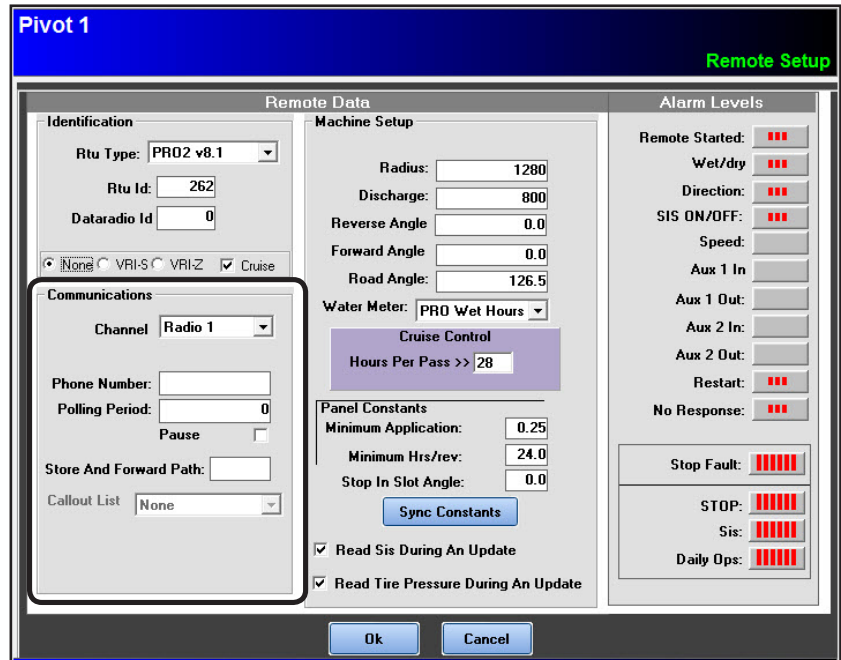 Pivot 1
Remote Setup
Remote Data
Identification
Rtu Type: PRO2 v8.1
Rtu Id: 262
Dataradio Id 0
None VRI-S VRI-Z Cruise
Communications
Channel Radio 1
Phone Number:
Polling Period: 0
Pause
Store And Forward Path:
Callout List None
Machine Setup
Radius: 1280
Discharge: 800
Reverse Angle 0.0
Forward Angle 0.0
Road Angle: 126.5
Water Meter: PRO Wet Hours
Cruise Control
Hours Per Pass >> 28
Panel Constants
Minimum Application: 0.25
Minimum Hrs/rev: 24.0
Stop In Slot Angle: 0.0
Sync Constants
Read Sis During An Update
Read Tire Pressure During An Update
Alarm Levels
Remote Started:
Wet/dry
Direction:
SIS ON/OFF:
Speed:
Aux 1 In
Aux 1 Out:
Aux 2 In:
Aux 2 Out:
Restart:
No Response:
Stop Fault:
STOP:
Sis:
Daily Ops:
Ok
Cancel